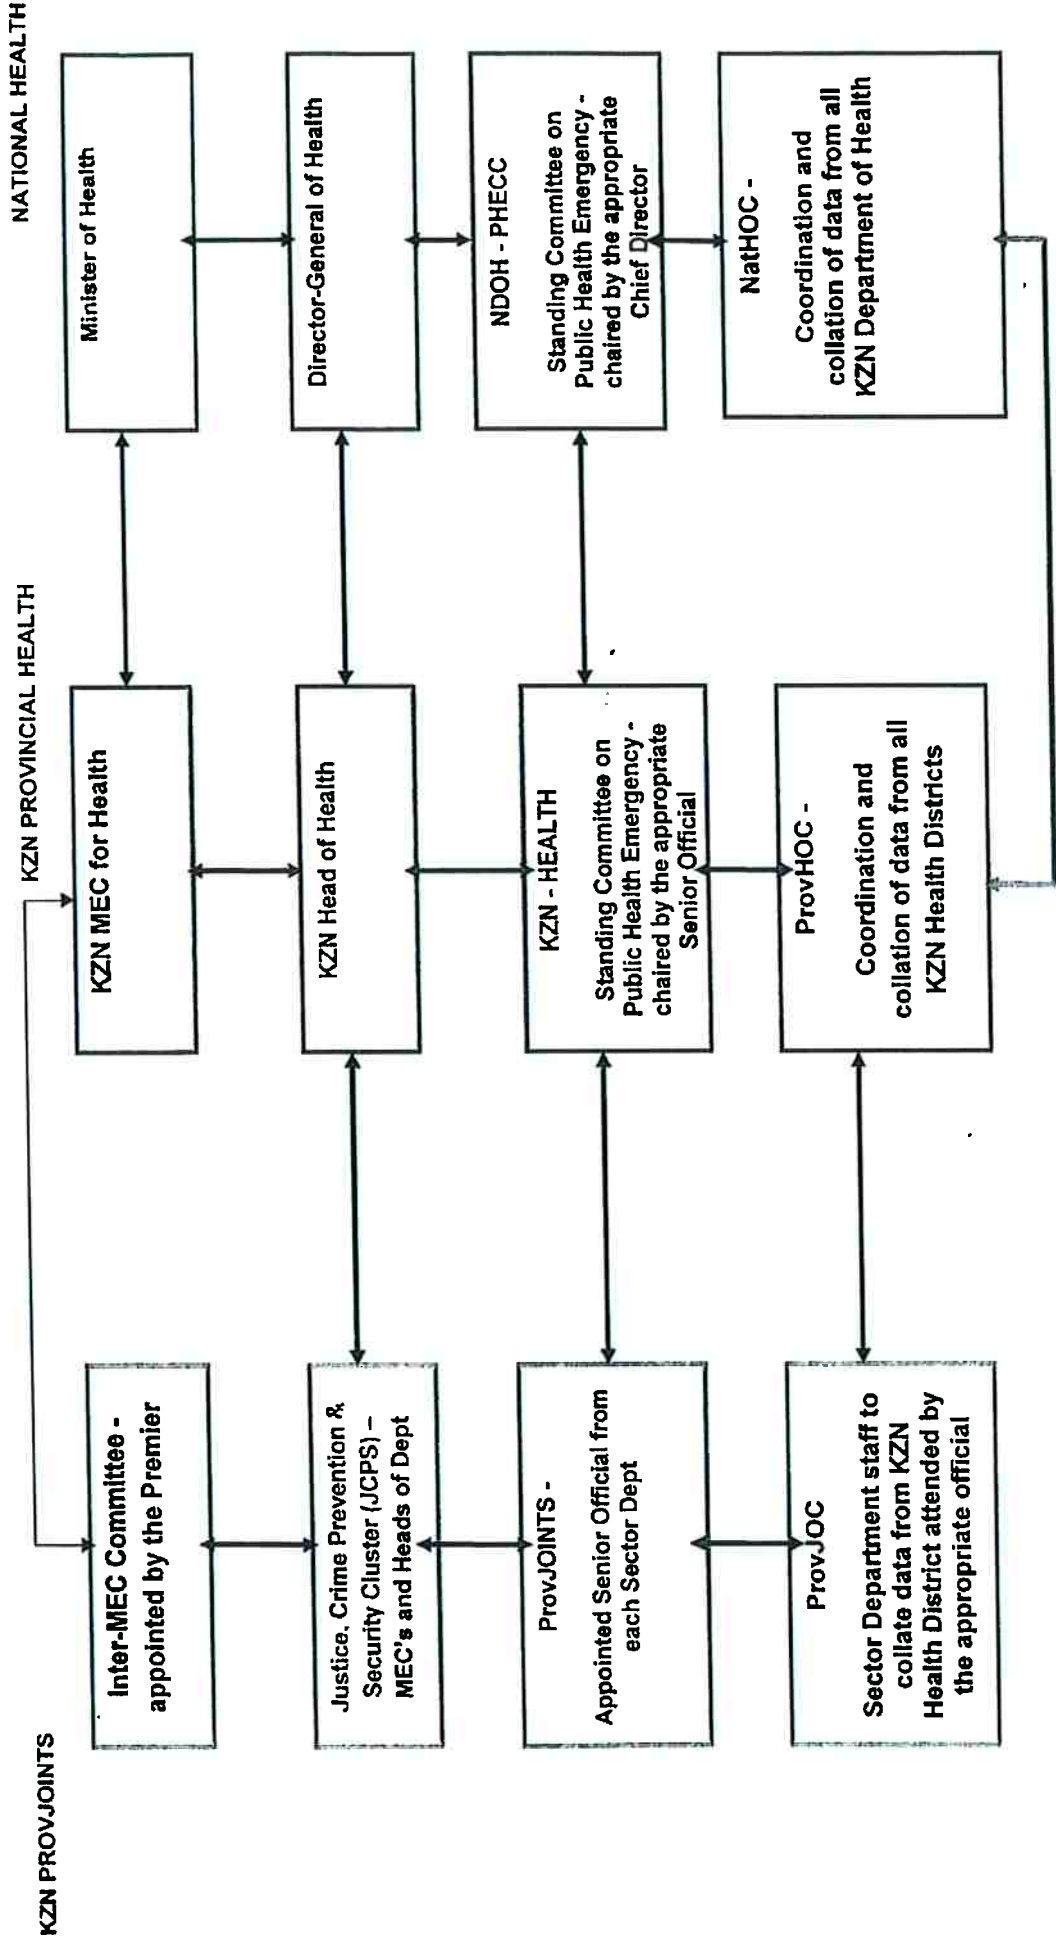 KZN PROVJOINTS
KZN PROVINCIAL HEALTH
NATIONAL HEALTH
Inter-MEC Committee -
appointed by the Premier
KZN MEC for Health
Minister of Health
Justice, Crime Prevention &
Security Cluster (JCPS) –
MEC's and Heads of Dept
KZN Head of Health
Director-General of Health
ProvJOINTS -
Appointed Senior Official from
each Sector Dept
KZN - HEALTH
Standing Committee on
Public Health Emergency -
chaired by the appropriate
Senior Official
NDOH - PHECC
Standing Committee on
Public Health Emergency -
chaired by the appropriate
Chief Director
ProvJOC
Sector Department staff to
collate data from KZN
Health District attended by
the appropriate official
ProvHOC -
Coordination and
collation of data from all
KZN Health Districts
NatHOC -
Coordination and
collation of data from all
KZN Department of Health